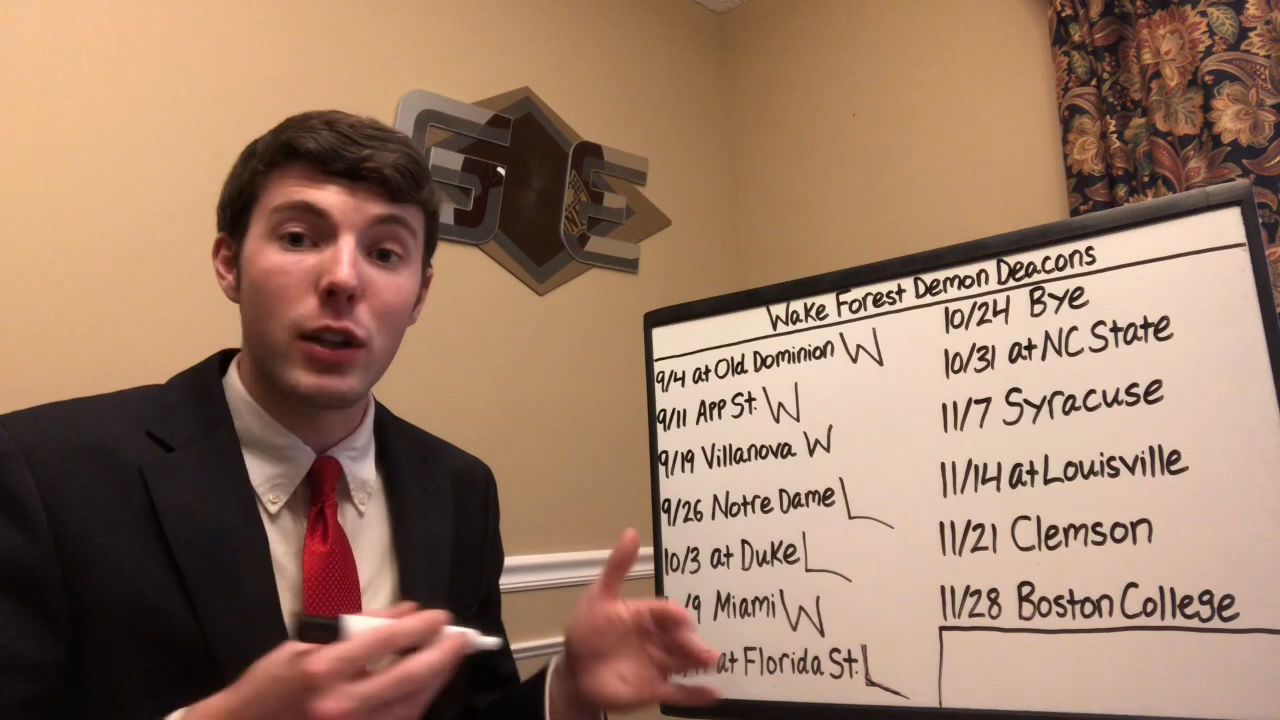 GE
Wake Forest Demon Deacons
9/4 at Old Dominion W
9/11 App St. W
9/19 Villanova W
9/26 Notre Dame L
10/3 at Duke L
/9 Miami W
at Florida St. L
10/24 Bye
10/31 at NC State
11/7 Syracuse
11/14 at Louisville
11/21 Clemson
11/28 Boston College